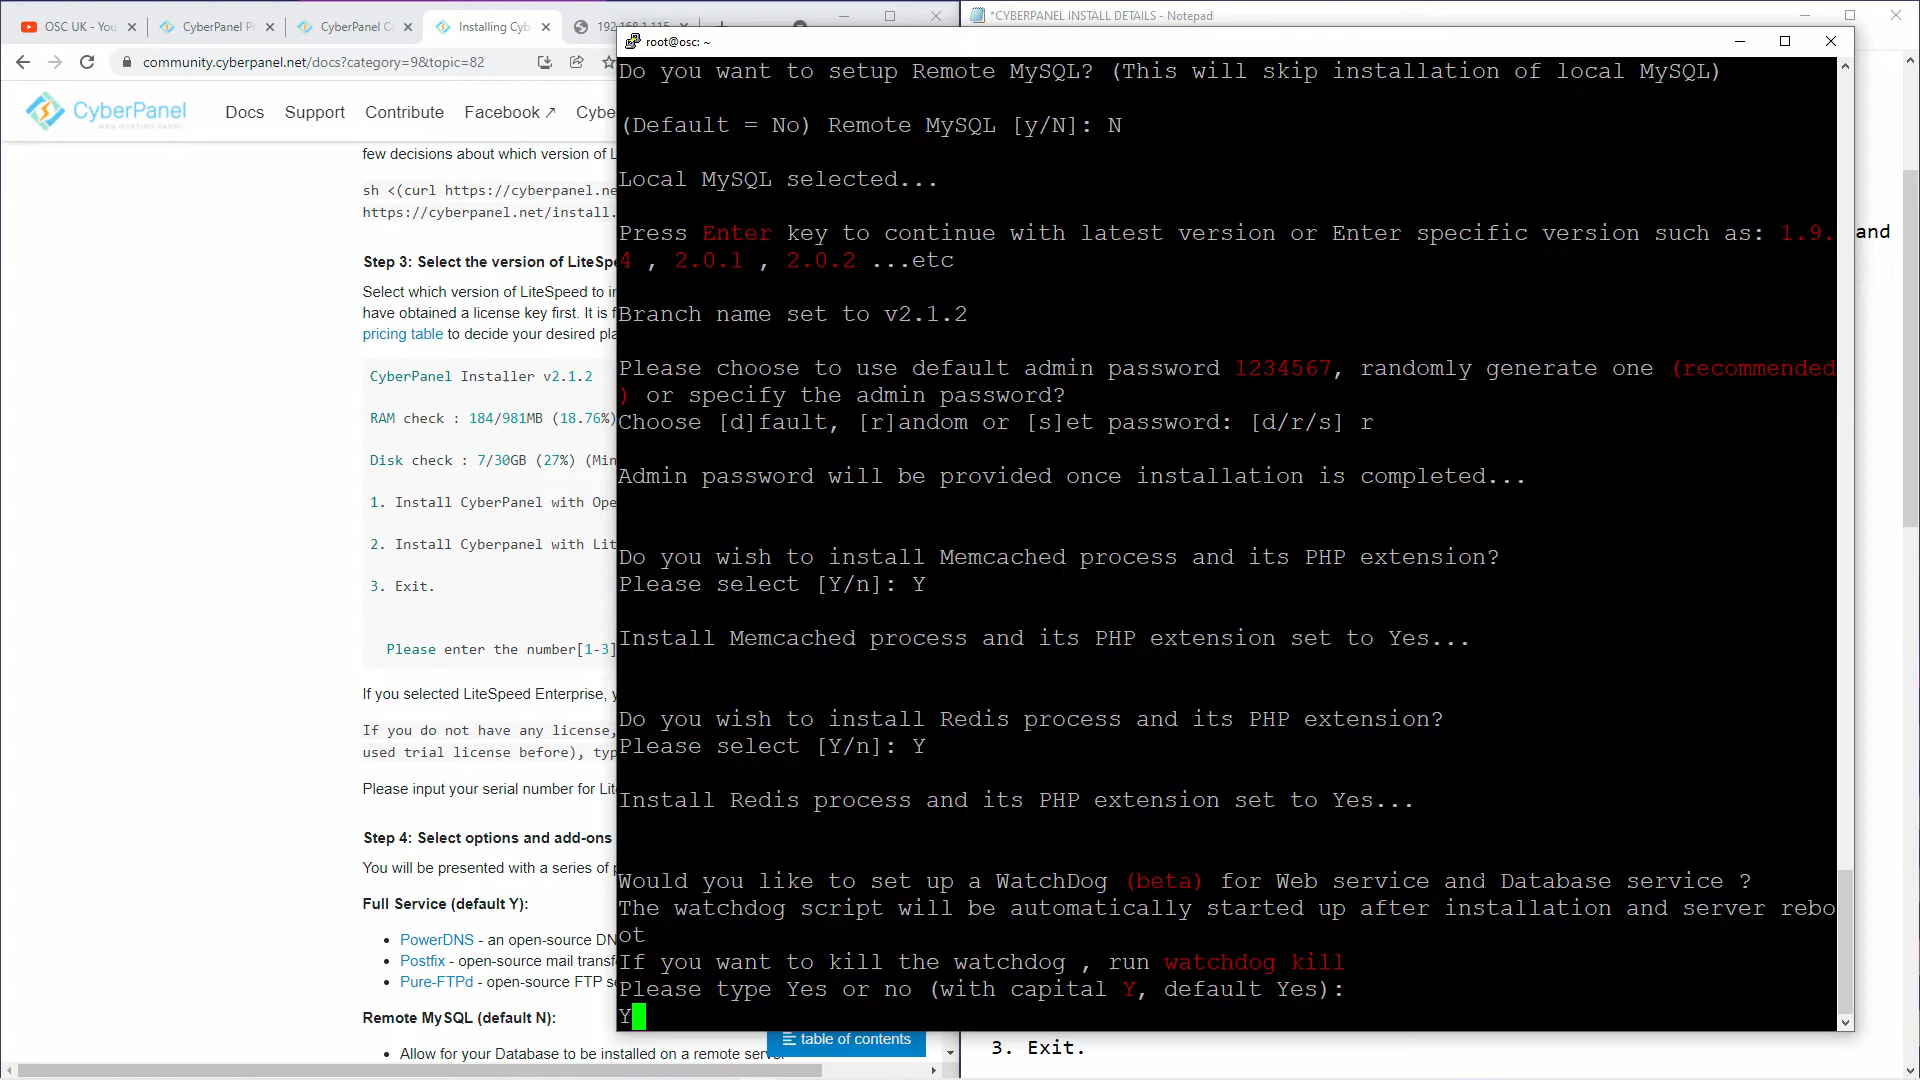 OSC UK - You
CyberPanel P
CyberPanel C
Installing Cyb
*CYBERPANEL INSTALL DETAILS - Notepad
community.cyberpanel.net/docs?category=9&topic=82
root@osc: ~
CyberPanel
Docs
Support
Contribute
Facebook ↗
Cybe
few decisions about which version of L
sh <(curl https://cyberpanel.ne
https://cyberpanel.net/install.
Step 3: Select the version of LiteSpe
Select which version of LiteSpeed to i
have obtained a license key first. It is f
pricing table to decide your desired pla
CyberPanel Installer v2.1.2
RAM check : 184/981MB (18.76%)
Disk check : 7/30GB (27%) (Min
1. Install CyberPanel with Ope
2. Install Cyberpanel with Lit
3. Exit.
Please enter the number[1-3]
If you selected LiteSpeed Enterprise, y
If you do not have any license,
used trial license before), typ
Please input your serial number for Lit
Step 4: Select options and add-ons
You will be presented with a series of p
Full Service (default Y):
PowerDNS - an open-source DN
Postfix - open-source mail transf
Pure-FTPd - open-source FTP s
Remote MySQL (default N):
Allow for your Database to be installed on a remote server
table of contents
Do you want to setup Remote MySQL? (This will skip installation of local MySQL)
(Default = No) Remote MySQL [y/N]: N
Local MySQL selected...
Press Enter key to continue with latest version or Enter specific version such as: 1.9.
4 , 2.0.1 , 2.0.2 ...etc
Branch name set to v2.1.2
Please choose to use default admin password 1234567, randomly generate one (recommended
) or specify the admin password?
Choose [d]fault, [r]andom or [s]et password: [d/r/s] r
Admin password will be provided once installation is completed...
Do you wish to install Memcached process and its PHP extension?
Please select [Y/n]: Y
Install Memcached process and its PHP extension set to Yes...
Do you wish to install Redis process and its PHP extension?
Please select [Y/n]: Y
Install Redis process and its PHP extension set to Yes...
Would you like to set up a WatchDog (beta) for Web service and Database service ?
The watchdog script will be automatically started up after installation and server rebo
ot
If you want to kill the watchdog , run watchdog kill
Please type Yes or no (with capital Y, default Yes):
Y
and
3. Exit.